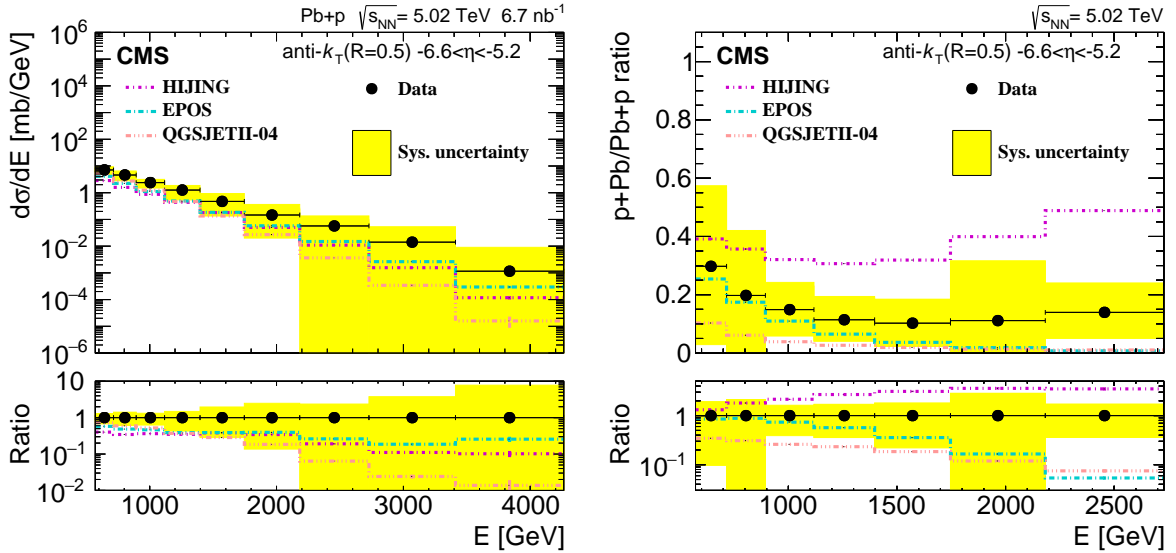 Pb+p √s_NN = 5.02 TeV 6.7 nb⁻¹
CMS
anti-k_T(R=0.5) -6.6<η<-5.2
HIJING
EPOS
QGSJETII-04
Data
Sys. uncertainty
dσ/dE [mb/GeV]
10⁶
10⁴
10²
1
10⁻²
10⁻⁴
10⁻⁶
Ratio
10
1
10⁻¹
10⁻²
1000 2000 3000 4000
E [GeV]
√s_NN = 5.02 TeV
CMS
anti-k_T(R=0.5) -6.6<η<-5.2
HIJING
EPOS
QGSJETII-04
Data
Sys. uncertainty
p+Pb/Pb+p ratio
1
0.8
0.6
0.4
0.2
0
Ratio
1
10⁻¹
1000 1500 2000 2500
E [GeV]